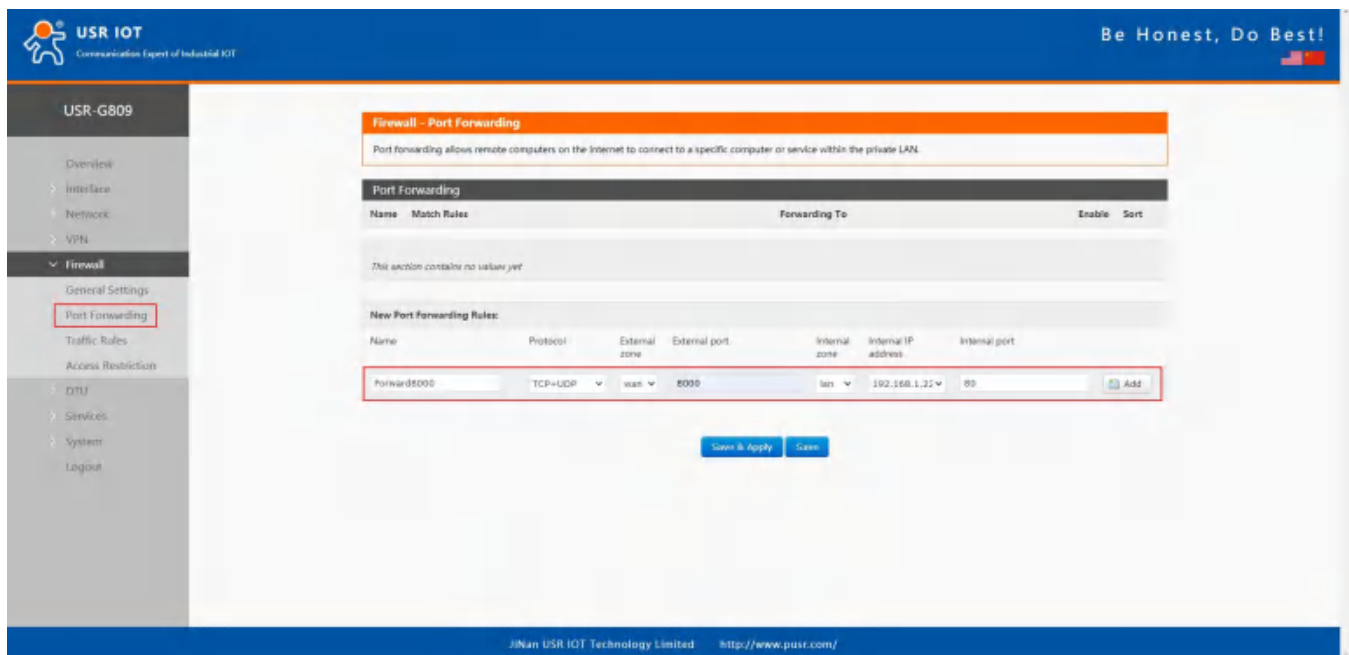 USR IOT
Communication Expert of Industrial IOT
Be Honest, Do Best!
USR-G809
Overview
Interface
Network
VPN
Firewall
General Settings
Port Forwarding
Traffic Rules
Access Restriction
DTU
Services
System
Logout
Firewall - Port Forwarding
Port forwarding allows remote computers on the Internet to connect to a specific computer or service within the private LAN.
Port Forwarding
Name Match Rules Forwarding To Enable Sort
This section contains no values yet
New Port Forwarding Rules:
Name Protocol External zone External port Internal zone Internal IP address Internal port
Forward8000 TCP+UDP wan 8000 lan 192.168.1.22 80 Add
Save & Apply Save
JiNan USR IOT Technology Limited http://www.pusr.com/